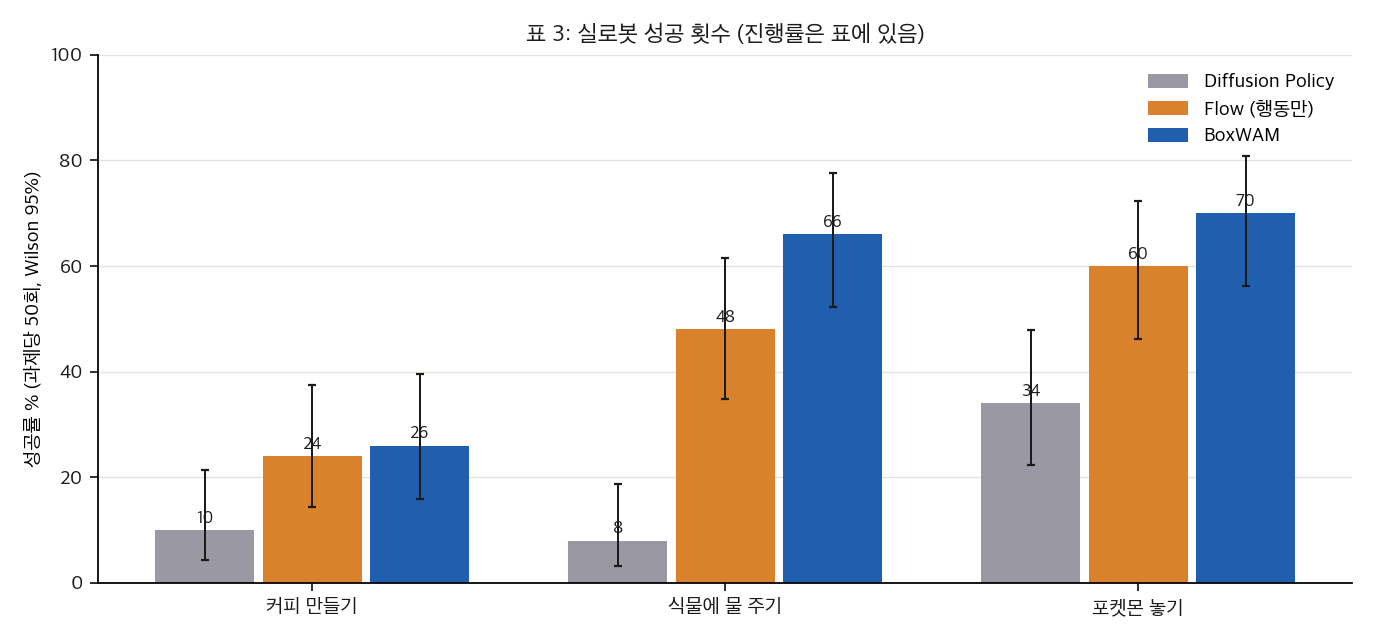 표 3: 실로봇 성공 횟수 (진행률은 표에 있음)
성공률 % (과제당 50회, Wilson 95%)
100
80
60
40
20
0
Diffusion Policy
Flow (행동만)
BoxWAM
10
24
26
8
48
66
34
60
70
커피 만들기
식물에 물 주기
포켓몬 놓기